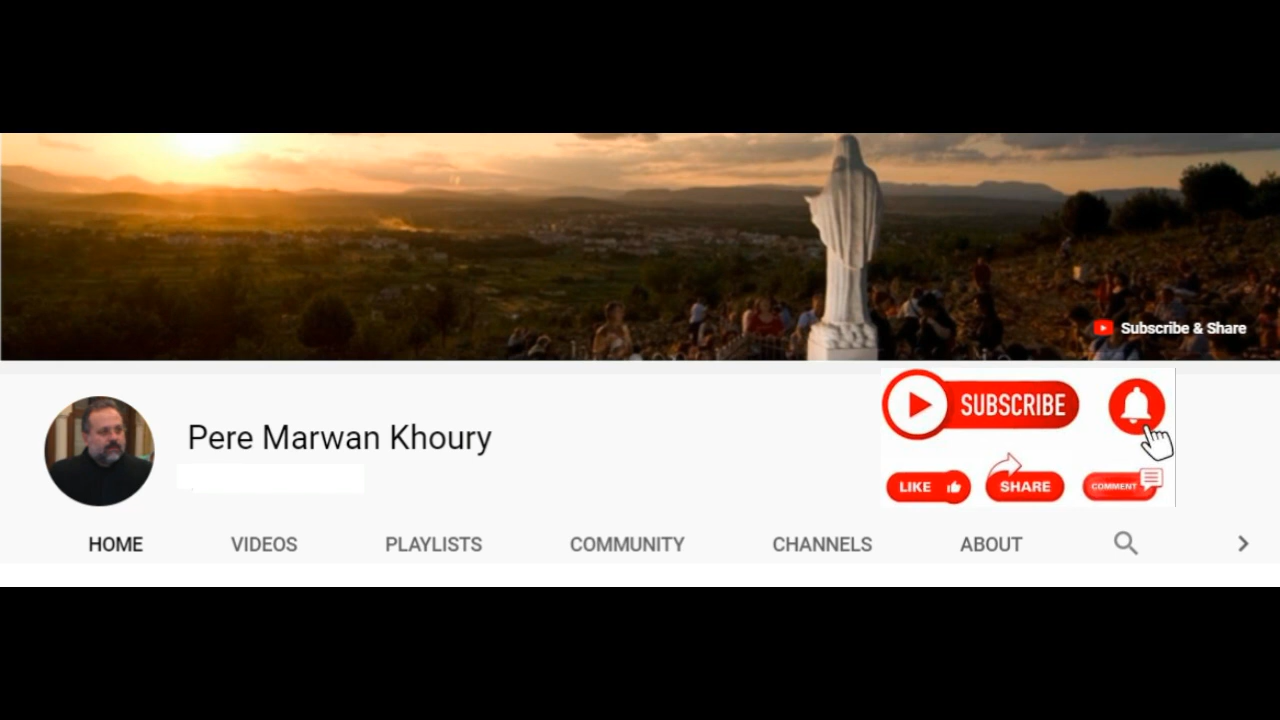 Subscribe & Share
Pere Marwan Khoury
SUBSCRIBE
LIKE
SHARE
COMMENT
HOME VIDEOS PLAYLISTS COMMUNITY CHANNELS ABOUT